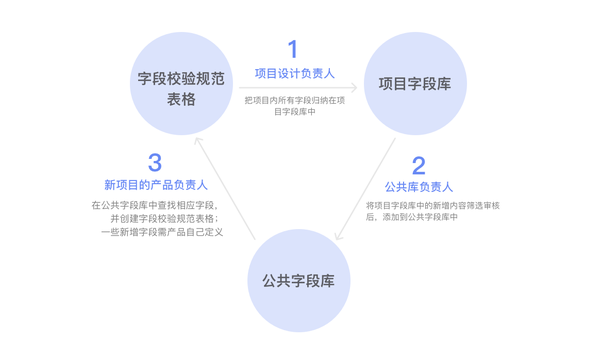 字段校验规范
表格
1
项目设计负责人
把项目内所有字段归纳在项
目字段库中
项目字段库
3
新项目的产品负责人
在公共字段库中查找相应字段，
并创建字段校验规范表格；
一些新增字段需产品自己定义
2
公共库负责人
将项目字段库中的新增内容筛选审核
后，添加到公共字段库中
公共字段库